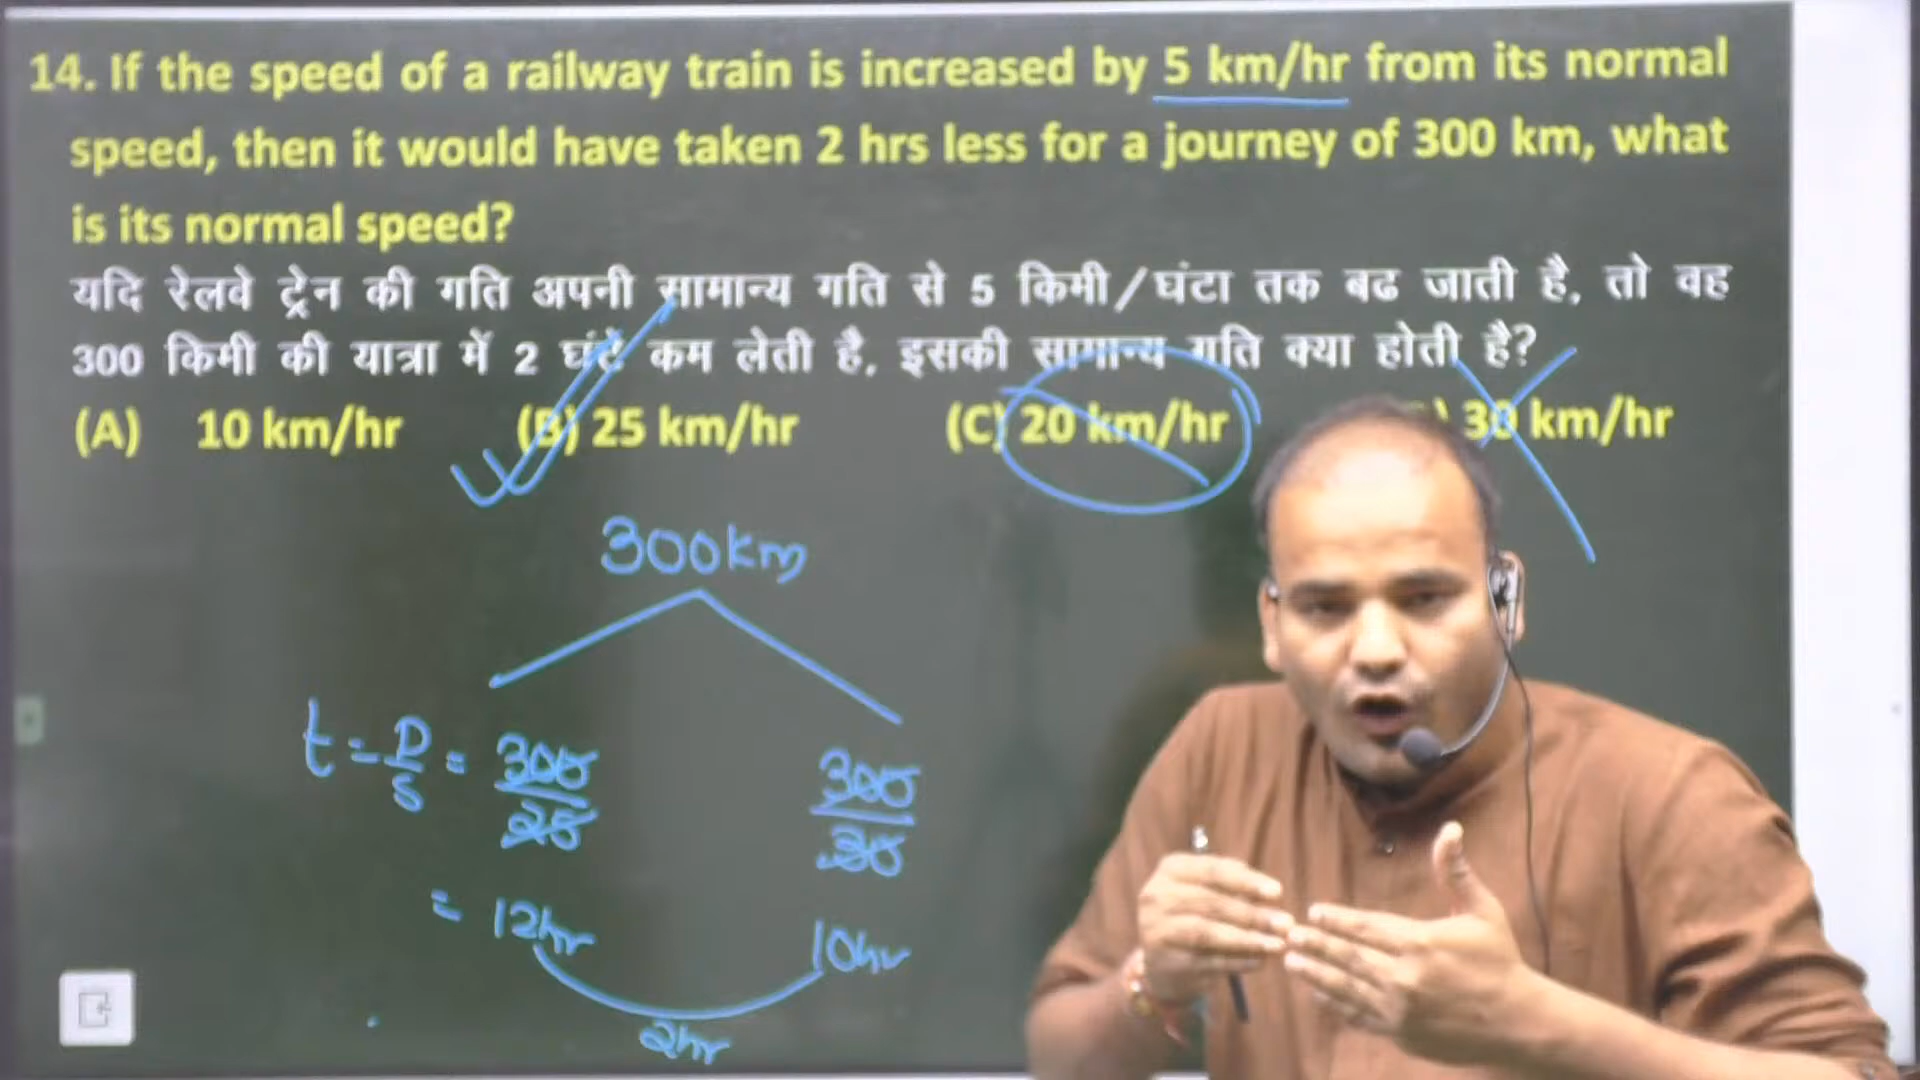 14. If the speed of a railway train is increased by 5 km/hr from its normal
speed, then it would have taken 2 hrs less for a journey of 300 km, what
is its normal speed?
यदि रेलवे ट्रेन की गति अपनी सामान्य गति से 5 किमी/घंटा तक बढ जाती है, तो वह
300 किमी की यात्रा में 2 घंटे कम लेती है, इसकी सामान्य गति क्या होती है?
(A) 10 km/hr (B) 25 km/hr (C) 20 km/hr ) 30 km/hr
300km
t = D/S = 300/25 300/30
= 12hr 10hr
2hr